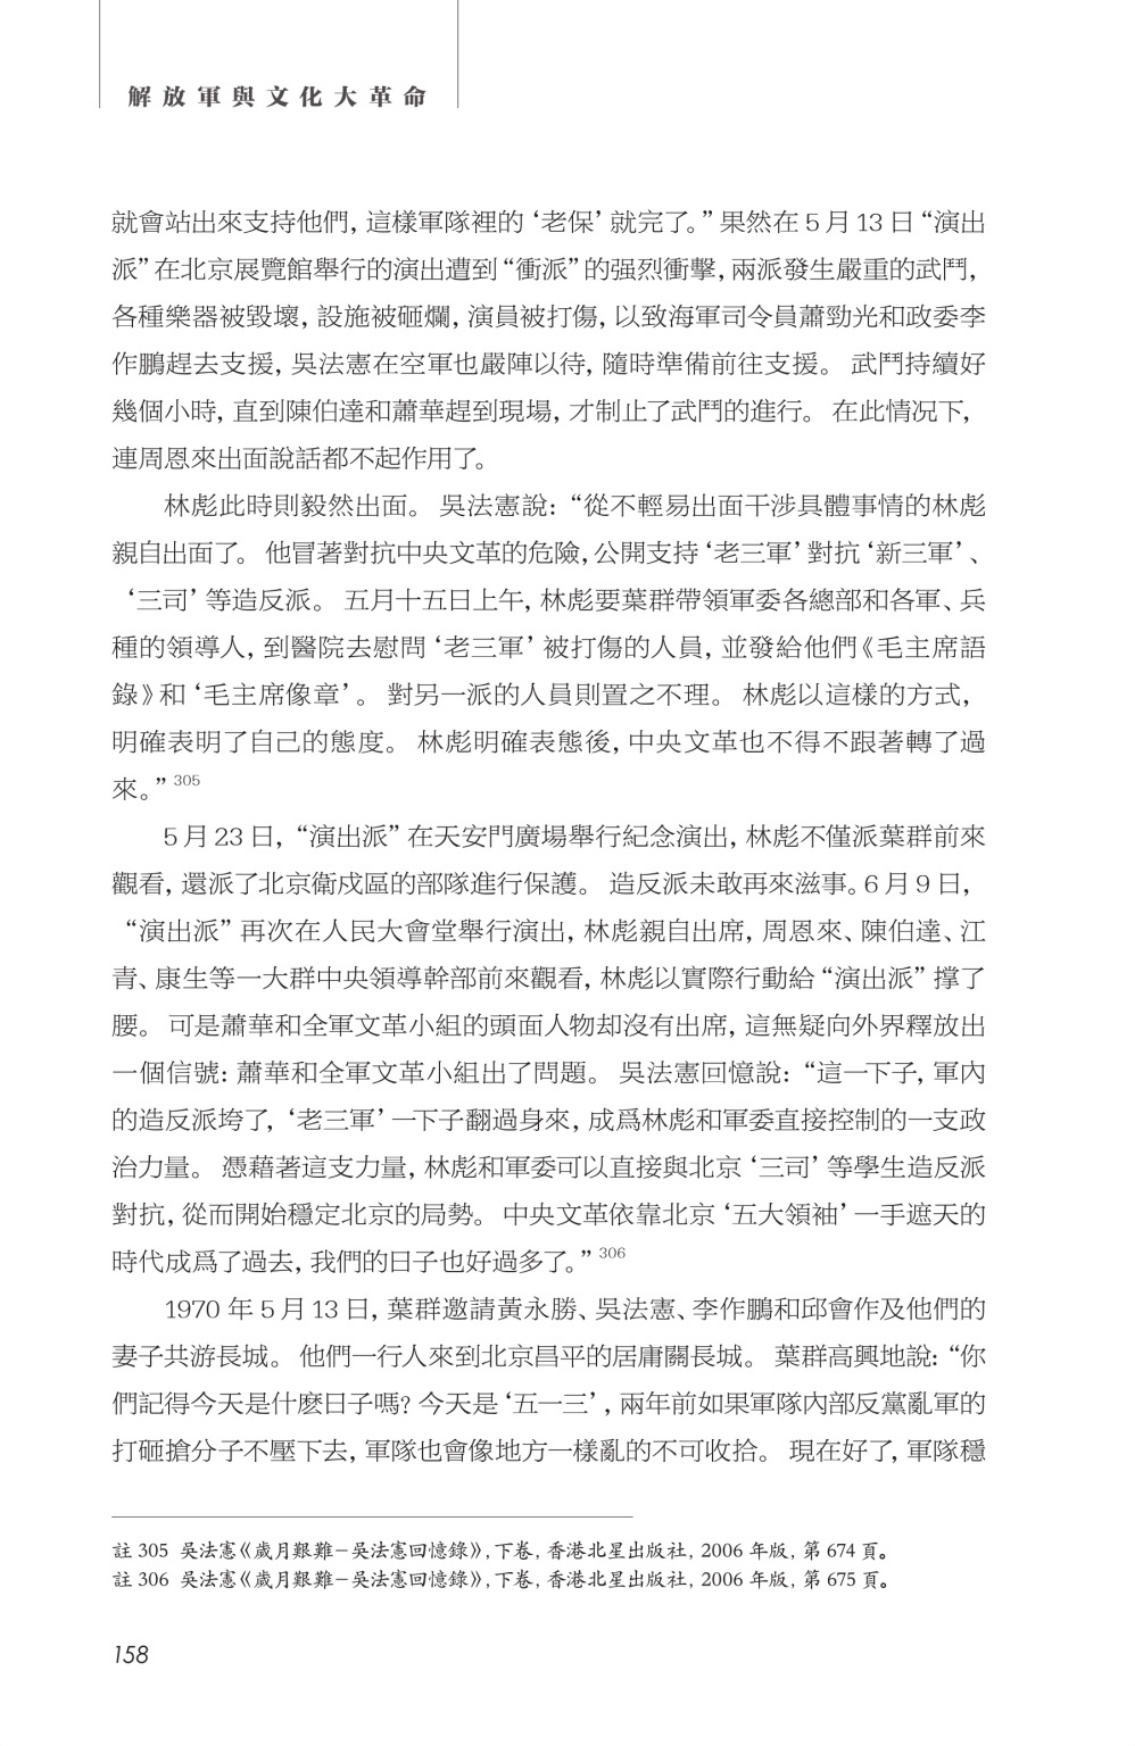 解放軍與文化大革命
就會站出來支持他們，這樣軍隊裡的‘老保’就完了。”果然在5月13日“演出
派”在北京展覽館舉行的演出遭到“衝派”的强烈衝擊，兩派發生嚴重的武鬥，
各種樂器被毀壞，設施被砸爛，演員被打傷，以致海軍司令員蕭勁光和政委李
作鵬趕去支援，吳法憲在空軍也嚴陣以待，隨時準備前往支援。 武鬥持續好
幾個小時，直到陳伯達和蕭華趕到現場，才制止了武鬥的進行。 在此情况下，
連周恩來出面說話都不起作用了。
林彪此時則毅然出面。 吳法憲說：“從不輕易出面干涉具體事情的林彪
親自出面了。 他冒著對抗中央文革的危險，公開支持‘老三軍’對抗‘新三軍’、
‘三司’等造反派。 五月十五日上午，林彪要葉群帶領軍委各總部和各軍、兵
種的領導人，到醫院去慰問‘老三軍’被打傷的人員，並發給他們《毛主席語
錄》和‘毛主席像章’。 對另一派的人員則置之不理。 林彪以這樣的方式，
明確表明了自己的態度。 林彪明確表態後，中央文革也不得不跟著轉了過
來。”305
5月23日，“演出派”在天安門廣場舉行紀念演出，林彪不僅派葉群前來
觀看，還派了北京衛戍區的部隊進行保護。 造反派未敢再來滋事。6月9日，
“演出派”再次在人民大會堂舉行演出，林彪親自出席，周恩來、陳伯達、江
青、康生等一大群中央領導幹部前來觀看，林彪以實際行動給“演出派”撑了
腰。 可是蕭華和全軍文革小組的頭面人物却沒有出席，這無疑向外界釋放出
一個信號：蕭華和全軍文革小組出了問題。 吳法憲回憶說：“這一下子，軍內
的造反派垮了，‘老三軍’一下子翻過身來，成爲林彪和軍委直接控制的一支政
治力量。 憑藉著這支力量，林彪和軍委可以直接與北京‘三司’等學生造反派
對抗，從而開始穩定北京的局勢。 中央文革依靠北京‘五大領袖’一手遮天的
時代成爲了過去，我們的日子也好過多了。”306
1970年5月13日，葉群邀請黃永勝、吳法憲、李作鵬和邱會作及他們的
妻子共游長城。 他們一行人來到北京昌平的居庸關長城。 葉群高興地說：“你
們記得今天是什麼日子嗎？今天是‘五一三’，兩年前如果軍隊內部反黨亂軍的
打砸搶分子不壓下去，軍隊也會像地方一樣亂的不可收拾。 現在好了，軍隊穩
註305 吳法憲《歲月艱難－吳法憲回憶錄》，下卷，香港北星出版社，2006年版，第674頁。
註306 吳法憲《歲月艱難－吳法憲回憶錄》，下卷，香港北星出版社，2006年版，第675頁。
158